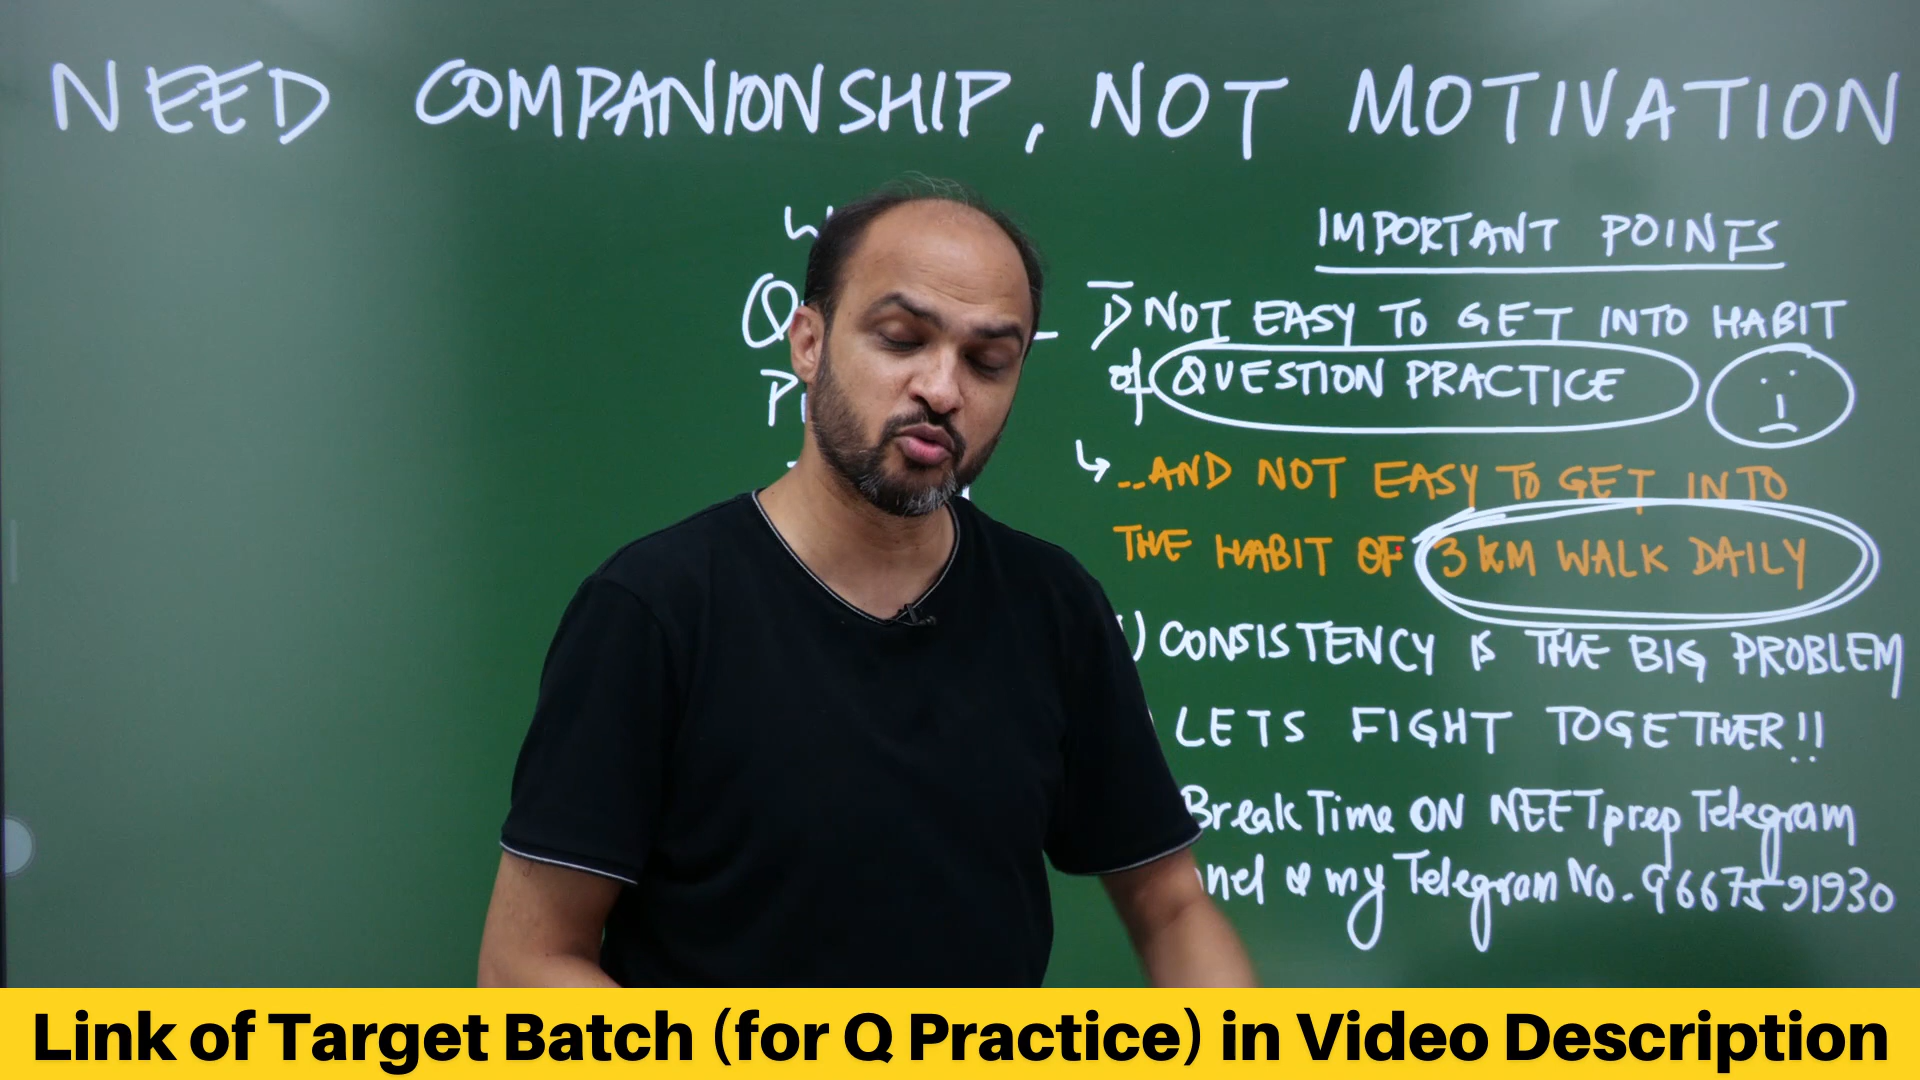 NEED COMPANIONSHIP, NOT MOTIVATION
IMPORTANT POINTS
I) NOT EASY TO GET INTO HABIT
of QUESTION PRACTICE
..AND NOT EASY TO GET INTO
THE HABIT OF 3 KM WALK DAILY
) CONSISTENCY IS THE BIG PROBLEM
LETS FIGHT TOGETHER!!
Break Time ON NEETprep Telegram
nel & my Telegram No. 9667591930
Link of Target Batch (for Q Practice) in Video Description